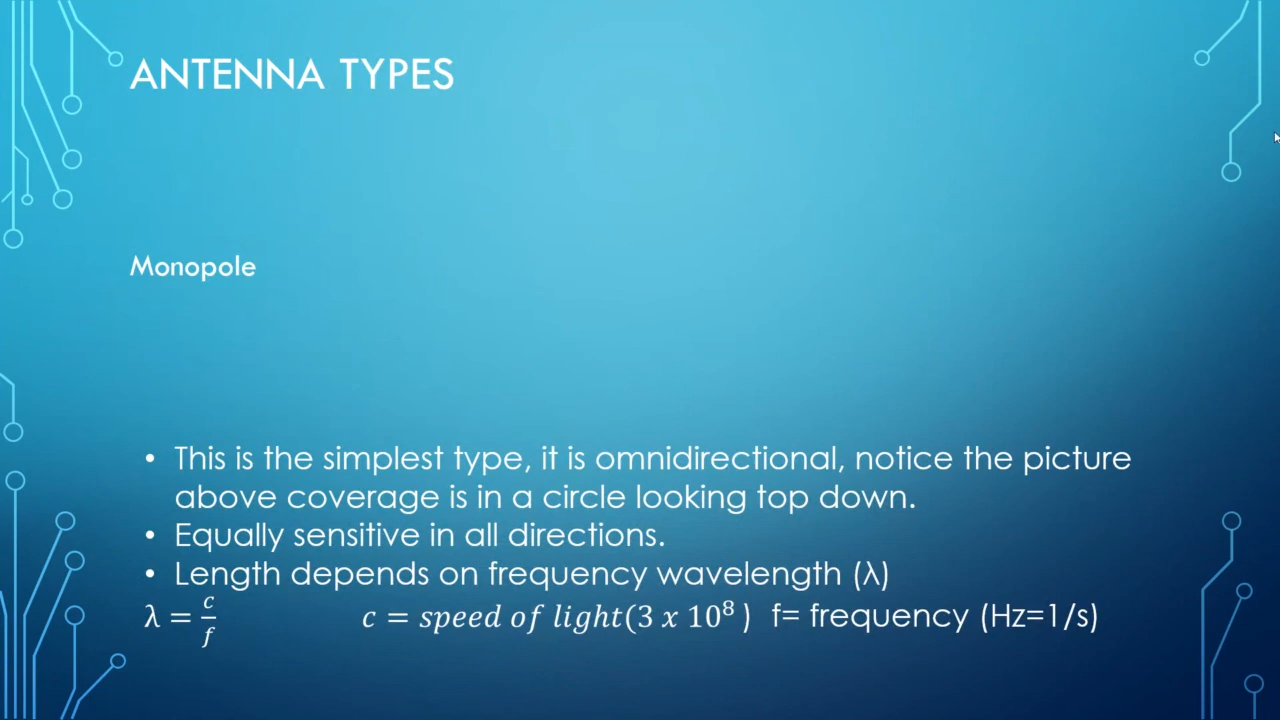 ANTENNA TYPES
Monopole
• This is the simplest type, it is omnidirectional, notice the picture
above coverage is in a circle looking top down.
• Equally sensitive in all directions.
• Length depends on frequency wavelength (λ)
λ = c/f c = speed of light(3 x 10⁸ ) f= frequency (Hz=1/s)